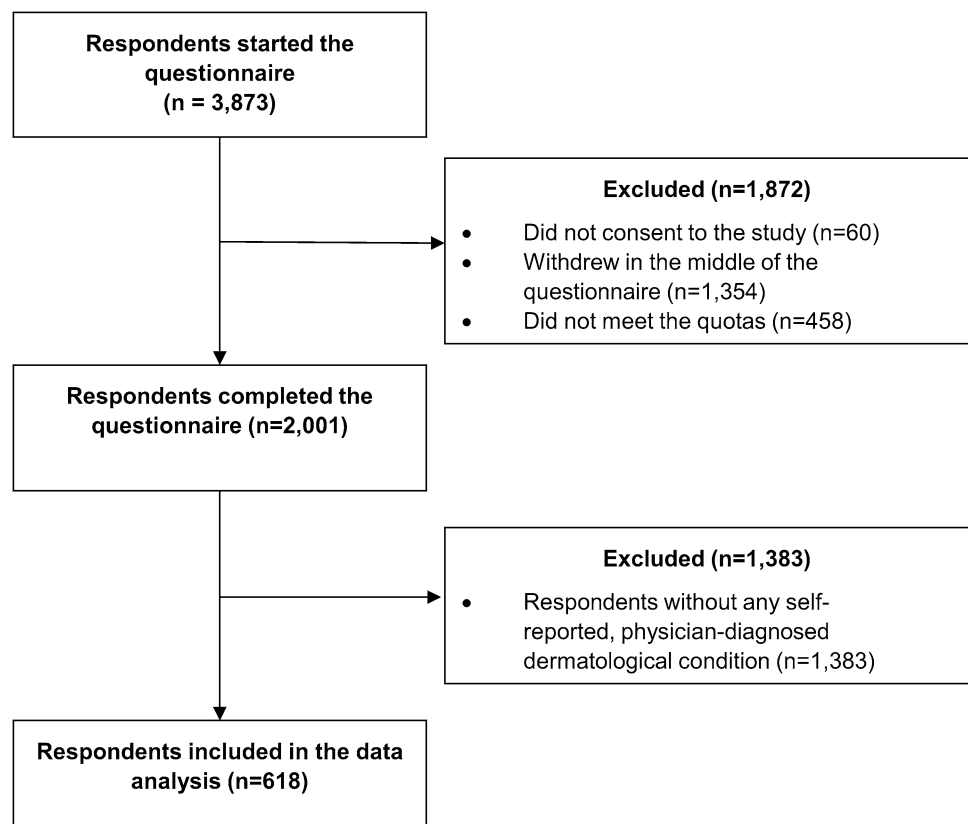 Respondents started the
questionnaire
(n = 3,873)
Excluded (n=1,872)
• Did not consent to the study (n=60)
• Withdrew in the middle of the
questionnaire (n=1,354)
• Did not meet the quotas (n=458)
Respondents completed the
questionnaire (n=2,001)
Excluded (n=1,383)
• Respondents without any self-
reported, physician-diagnosed
dermatological condition (n=1,383)
Respondents included in the data
analysis (n=618)